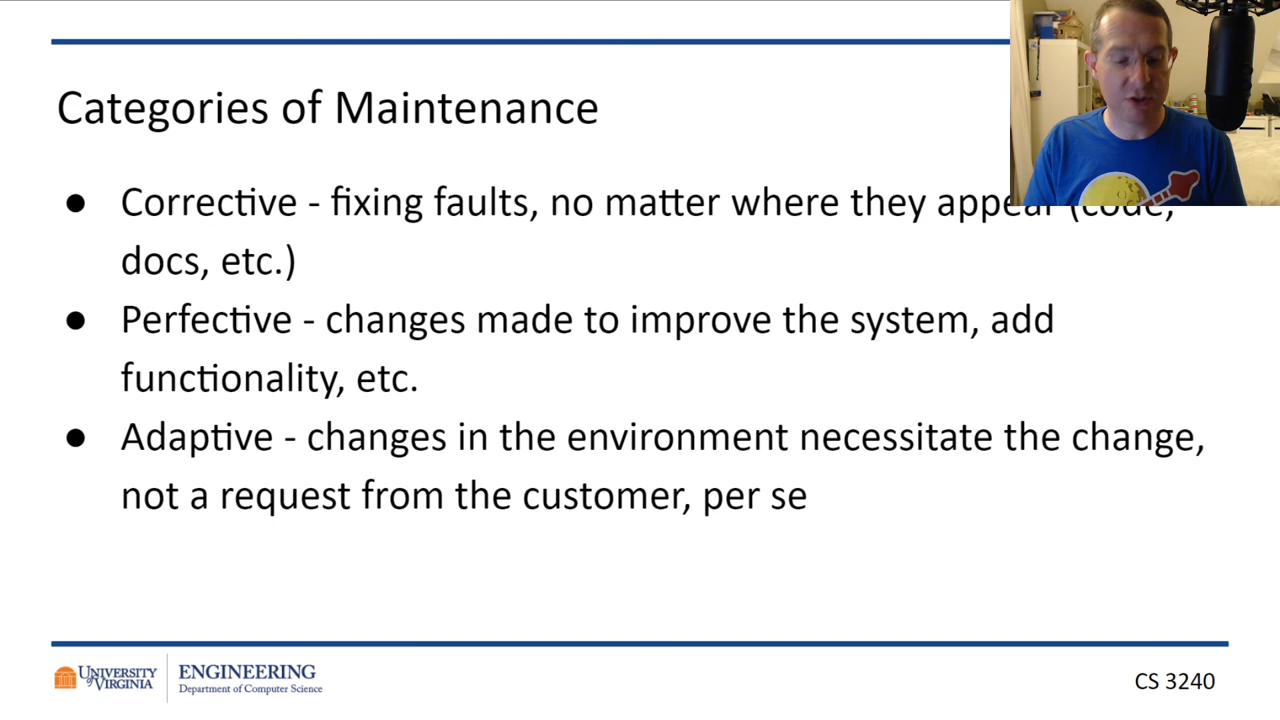 Categories of Maintenance
● Corrective - fixing faults, no matter where they appear (code,
docs, etc.)
● Perfective - changes made to improve the system, add
functionality, etc.
● Adaptive - changes in the environment necessitate the change,
not a request from the customer, per se
UNIVERSITY
of VIRGINIA
ENGINEERING
Department of Computer Science
CS 3240